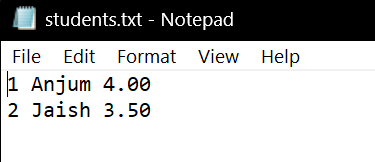 students.txt - Notepad
File Edit Format View Help
1 Anjum 4.00
2 Jaish 3.50